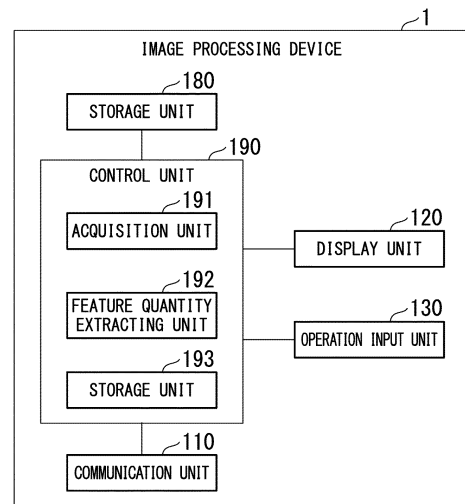 1
IMAGE PROCESSING DEVICE
180
STORAGE UNIT
190
CONTROL UNIT
191
ACQUISITION UNIT
120
DISPLAY UNIT
192
FEATURE QUANTITY
EXTRACTING UNIT
130
OPERATION INPUT UNIT
193
STORAGE UNIT
110
COMMUNICATION UNIT